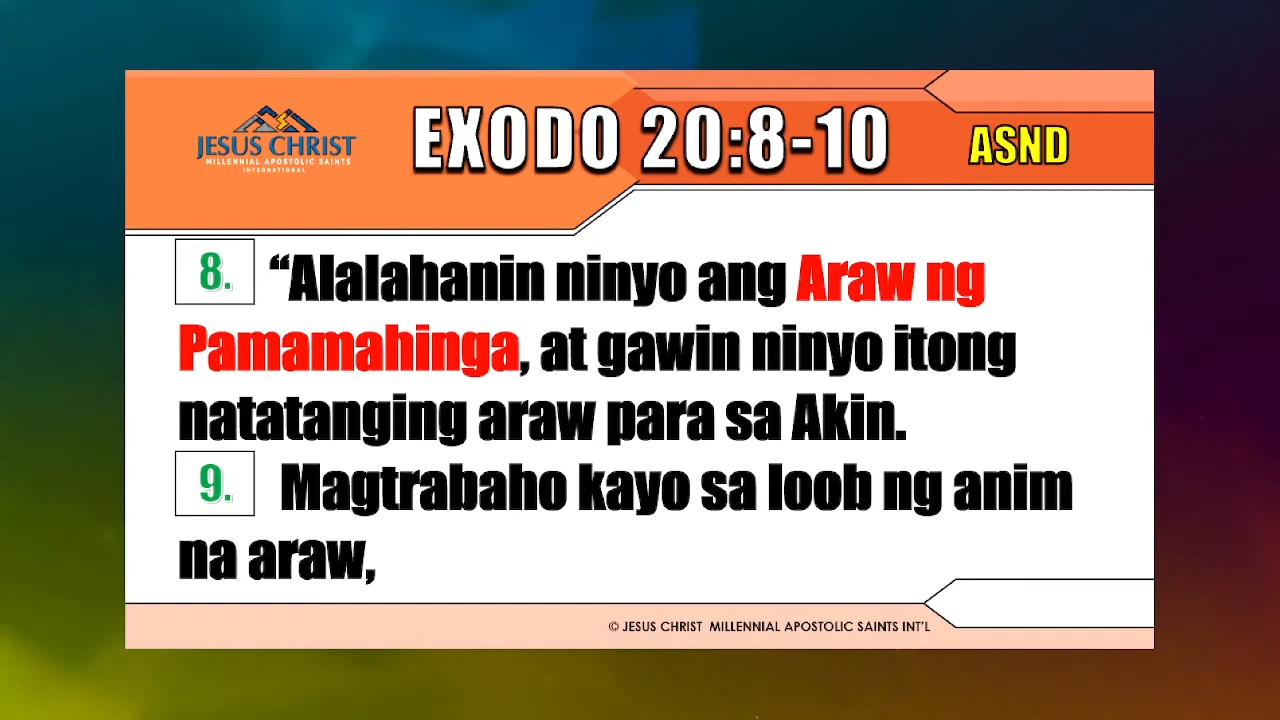 JESUS CHRIST
MILLENNIAL APOSTOLIC SAINTS
INTERNATIONAL
EXODO 20:8-10
ASND
8. “Alalahanin ninyo ang Araw ng
Pamamahinga, at gawin ninyo itong
natatanging araw para sa Akin.
9. Magtrabaho kayo sa loob ng anim
na araw,
© JESUS CHRIST MILLENNIAL APOSTOLIC SAINTS INT'L